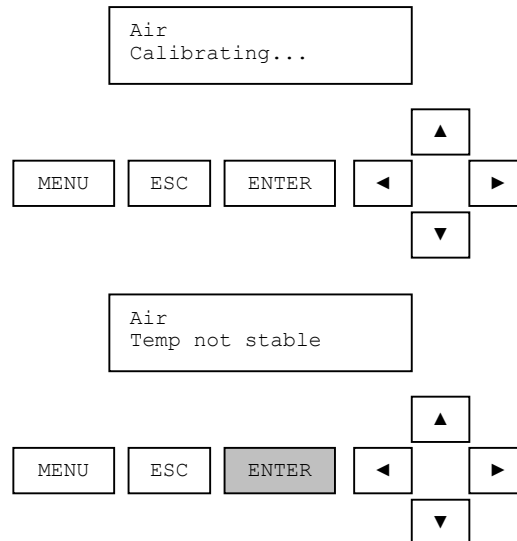 Air
Calibrating...
▲
MENU ESC ENTER ◄ ►
▼
Air
Temp not stable
▲
MENU ESC ENTER ◄ ►
▼